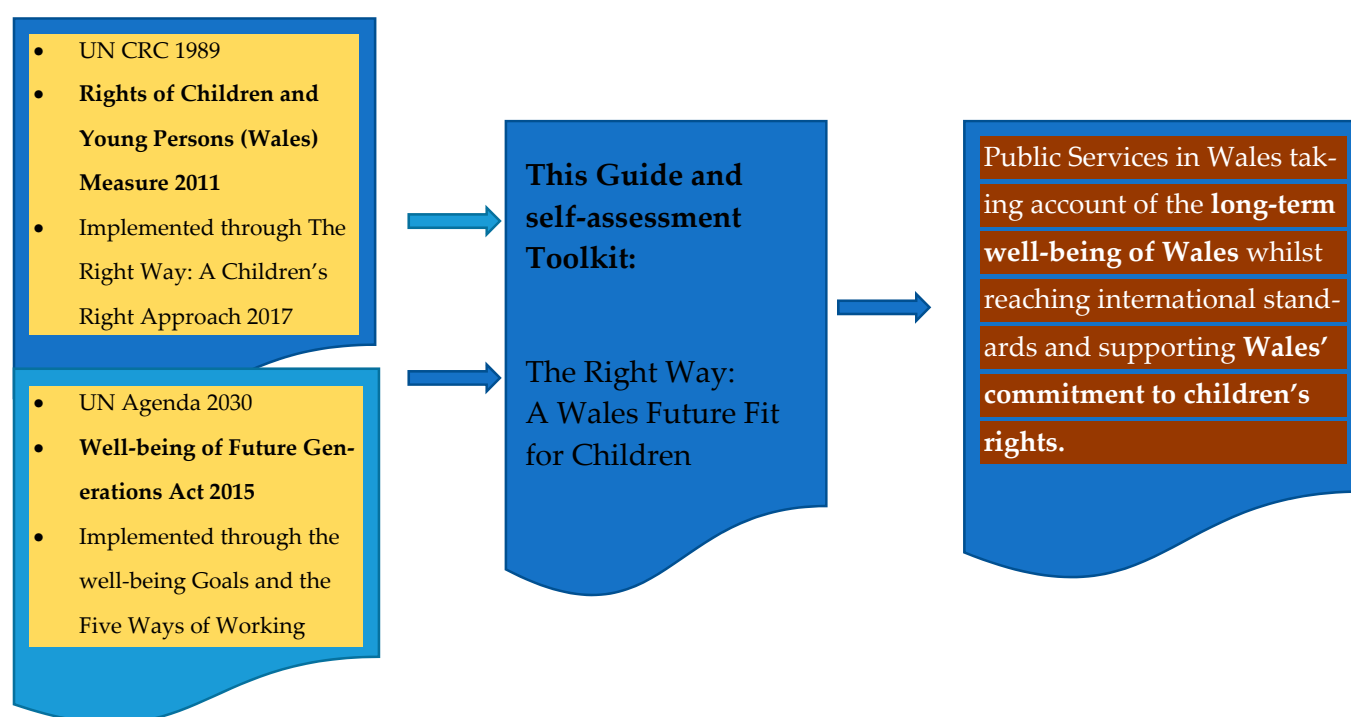 • UN CRC 1989
• Rights of Children and
Young Persons (Wales)
Measure 2011
• Implemented through The
Right Way: A Children’s
Right Approach 2017
• UN Agenda 2030
• Well-being of Future Gen-
erations Act 2015
• Implemented through the
well-being Goals and the
Five Ways of Working
This Guide and
self-assessment
Toolkit:
The Right Way:
A Wales Future Fit
for Children
Public Services in Wales tak-
ing account of the long-term
well-being of Wales whilst
reaching international stand-
ards and supporting Wales’
commitment to children’s
rights.